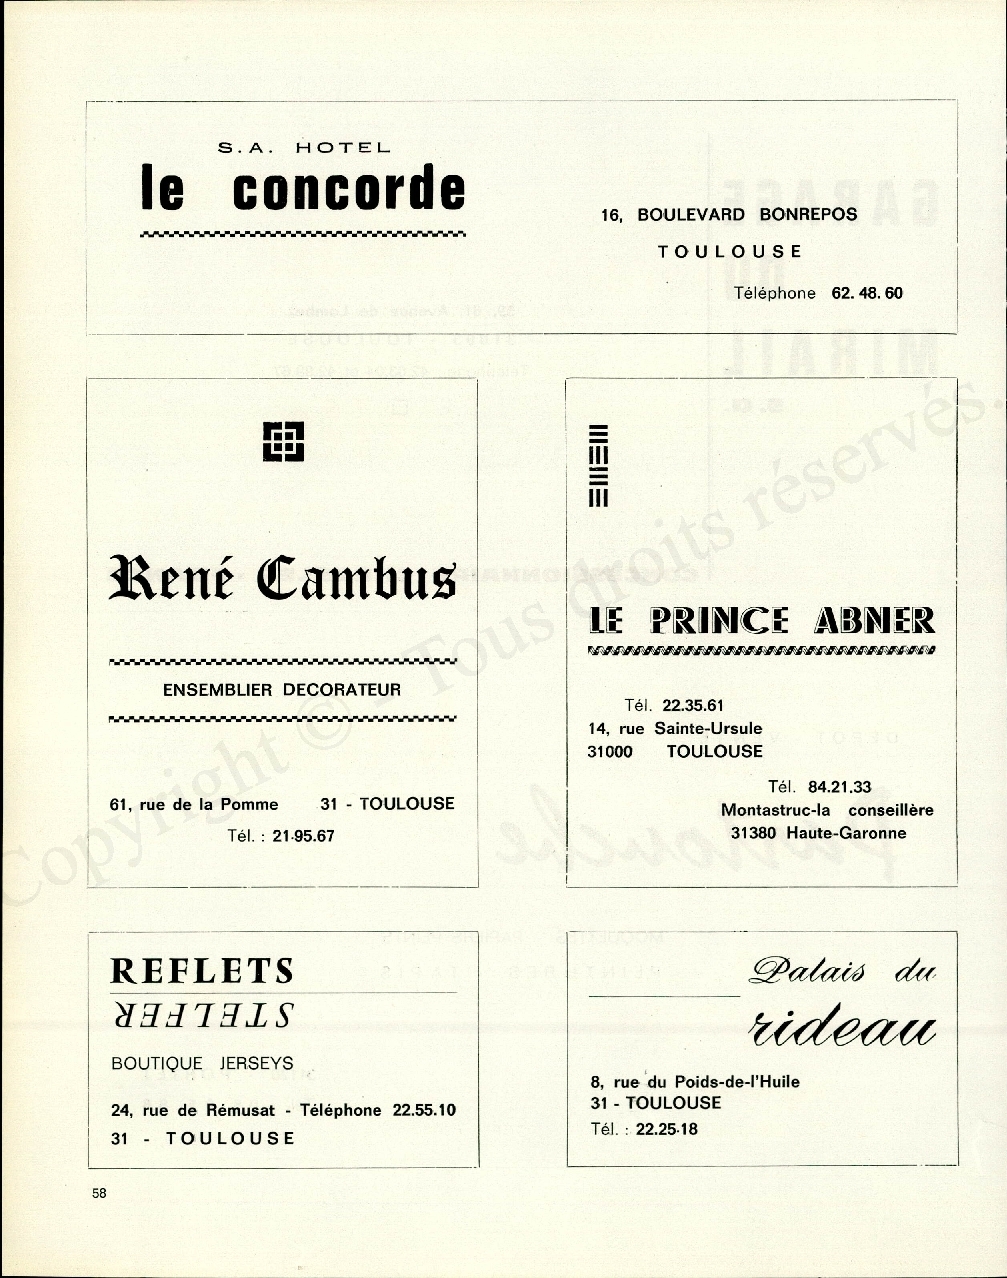 S.A. HOTEL
le concorde
16, BOULEVARD BONREPOS
TOULOUSE
Téléphone 62.48.60
René Cambus
ENSEMBLIER DECORATEUR
61, rue de la Pomme 31 - TOULOUSE
Tél. : 21.95.67
LE PRINCE ABNER
Tél. 22.35.61
14, rue Sainte-Ursule
31000 TOULOUSE
Tél. 84.21.33
Montastruc-la conseillère
31380 Haute-Garonne
REFLETS
REFLETS
BOUTIQUE JERSEYS
24, rue de Rémusat - Téléphone 22.55.10
31 - TOULOUSE
Palais du
rideau
8, rue du Poids-de-l'Huile
31 - TOULOUSE
Tél. : 22.25.18
58
Copyright © Tous droits réservés.